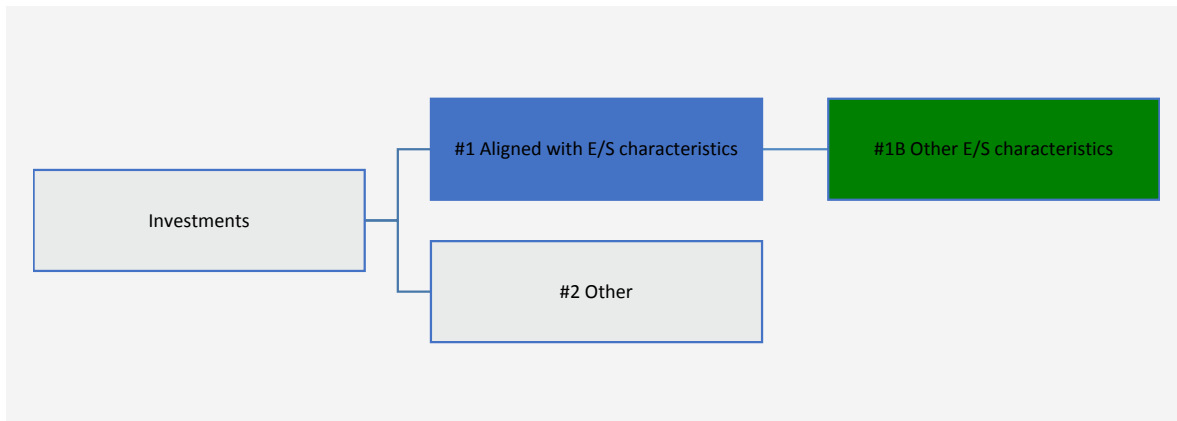 #1 Aligned with E/S characteristics
#1B Other E/S characteristics
Investments
#2 Other